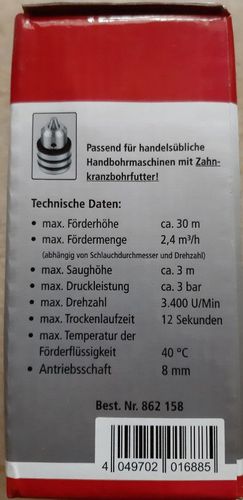 Passend für handelsübliche
Handbohrmaschinen mit Zahn-
kranzbohrfutter!
Technische Daten:
• max. Förderhöhe ca. 30 m
• max. Fördermenge 2,4 m³/h
(abhängig von Schlauchdurchmesser und Drehzahl)
• max. Saughöhe ca. 3 m
• max. Druckleistung ca. 3 bar
• max. Drehzahl 3.400 U/Min
• max. Trockenlaufzeit 12 Sekunden
• max. Temperatur der
Förderflüssigkeit 40 °C
• Antriebsschaft 8 mm
Best. Nr. 862 158
4 049702 016885